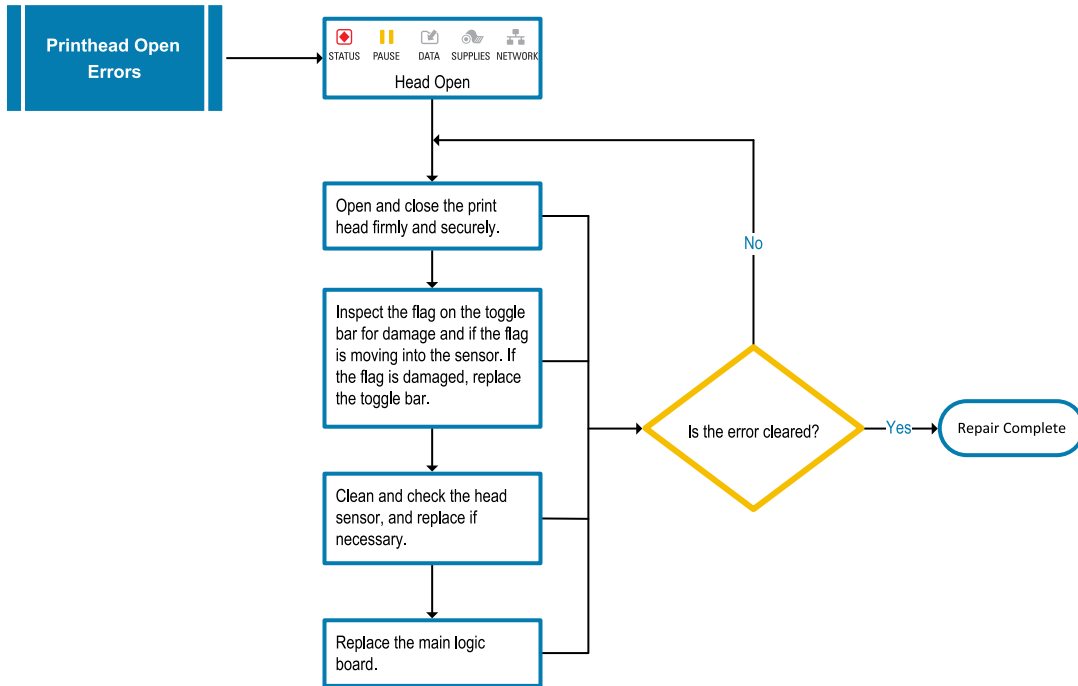 Printhead Open
Errors
STATUS PAUSE DATA SUPPLIES NETWORK
Head Open
Open and close the print
head firmly and securely.
No
Inspect the flag on the toggle
bar for damage and if the flag
is moving into the sensor. If
the flag is damaged, replace
the toggle bar.
Is the error cleared?
Yes
Repair Complete
Clean and check the head
sensor, and replace if
necessary.
Replace the main logic
board.